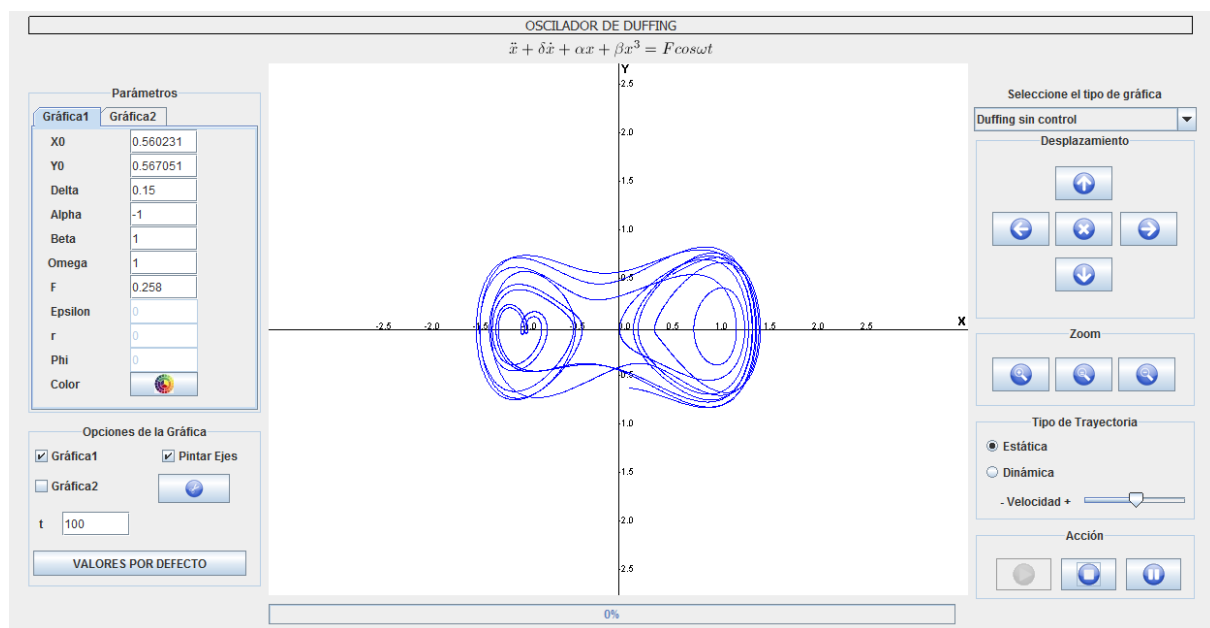 OSCILADOR DE DUFFING
ẍ + δẋ + αx + βx³ = Fcosωt
Parámetros
Gráfica1 Gráfica2
X0 0.560231
Y0 0.567051
Delta 0.15
Alpha -1
Beta 1
Omega 1
F 0.258
Epsilon 0
r 0
Phi 0
Color
Opciones de la Gráfica
Gráfica1 Pintar Ejes
Gráfica2
t 100
VALORES POR DEFECTO
Y
2.5
2.0
1.5
1.0
0.5
-2.5 -2.0 -1.5 -1.0 -0.5 0.0 0.5 1.0 1.5 2.0 2.5 X
-0.5
-1.0
-1.5
-2.0
-2.5
0%
Seleccione el tipo de gráfica
Duffing sin control
Desplazamiento
Zoom
Tipo de Trayectoria
Estática
Dinámica
- Velocidad +
Acción